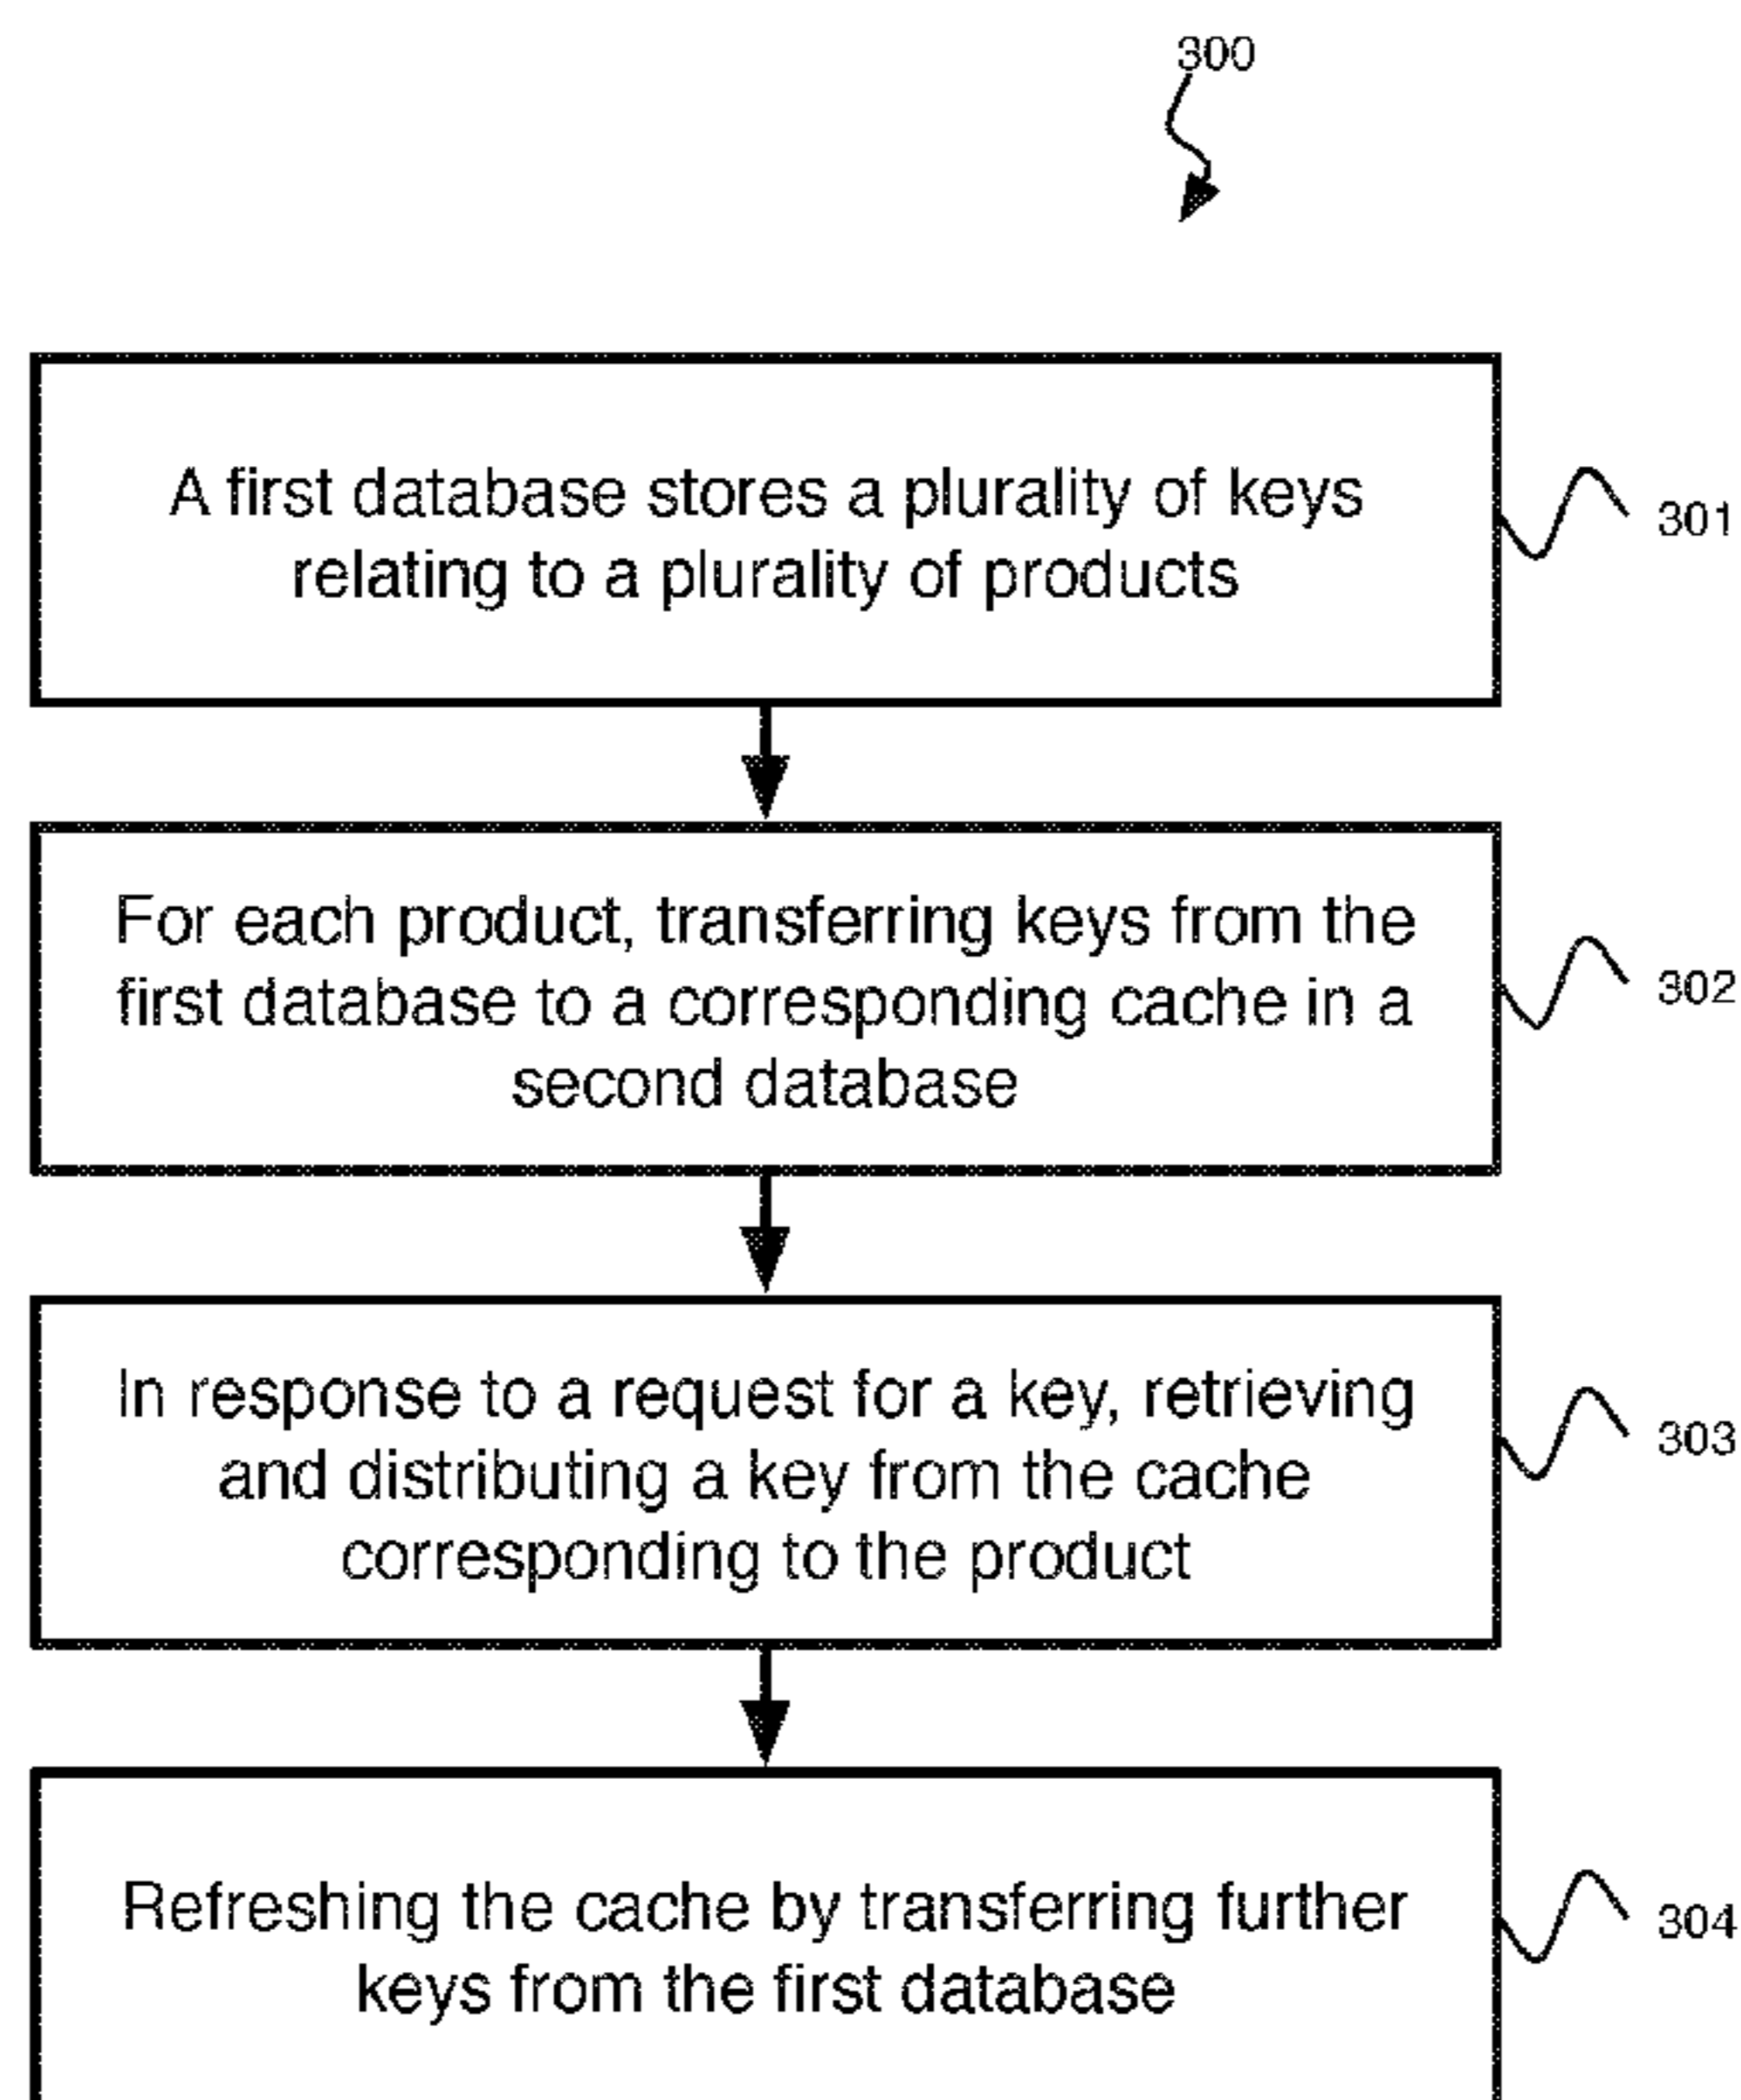 300
A first database stores a plurality of keys
relating to a plurality of products
301
For each product, transferring keys from the
first database to a corresponding cache in a
second database
302
In response to a request for a key, retrieving
and distributing a key from the cache
corresponding to the product
303
Refreshing the cache by transferring further
keys from the first database
304